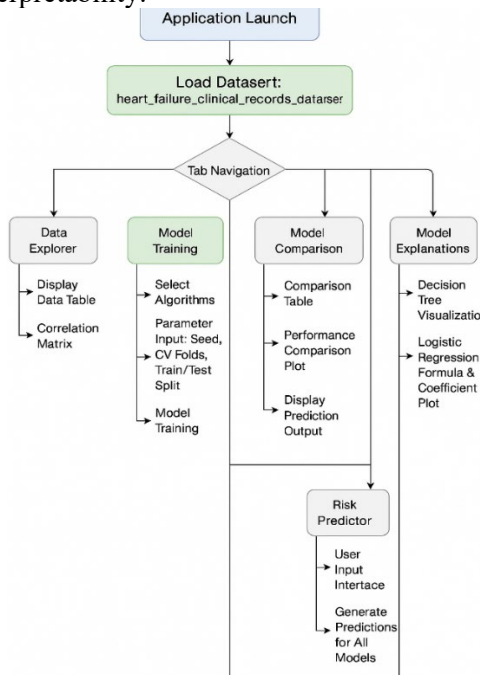 erpretability.
Application Launch
Load Datasert:
heart_failure_clinical_records_datarser
Tab Navigation
Data
Explorer
Display
Data Table
Correlation
Matrix
Model
Training
Select
Algorithms
Parameter
Input: Seed,
CV Folds,
Train/Test
Split
Model
Training
Model
Comparison
Comparison
Table
Performance
Comparison
Plot
Display
Prediction
Output
Model
Explanations
Decision
Tree
Visualizatio
Logistic
Regression
Formula &
Coefficient
Plot
Risk
Predictor
User
Input
Intertace
Generate
Predictions
for All
Models